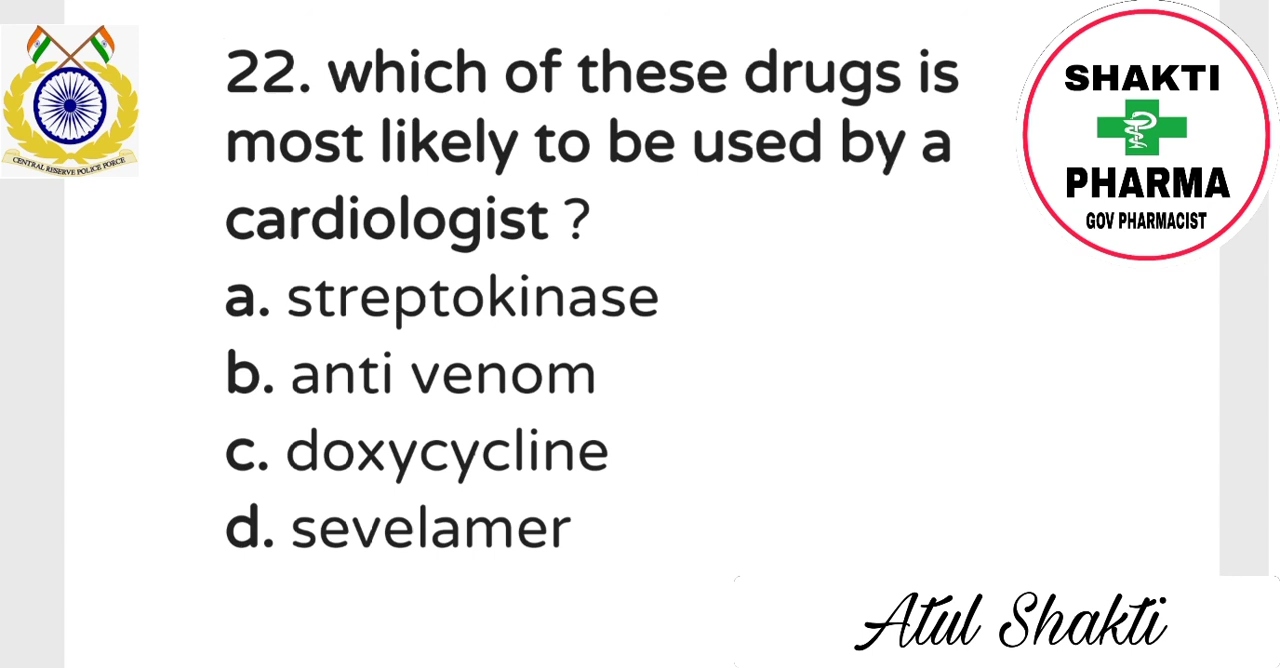 CENTRAL RESERVE POLICE FORCE
22. which of these drugs is
most likely to be used by a
cardiologist ?
a. streptokinase
b. anti venom
c. doxycycline
d. sevelamer
SHAKTI
PHARMA
GOV PHARMACIST
Atul Shakti